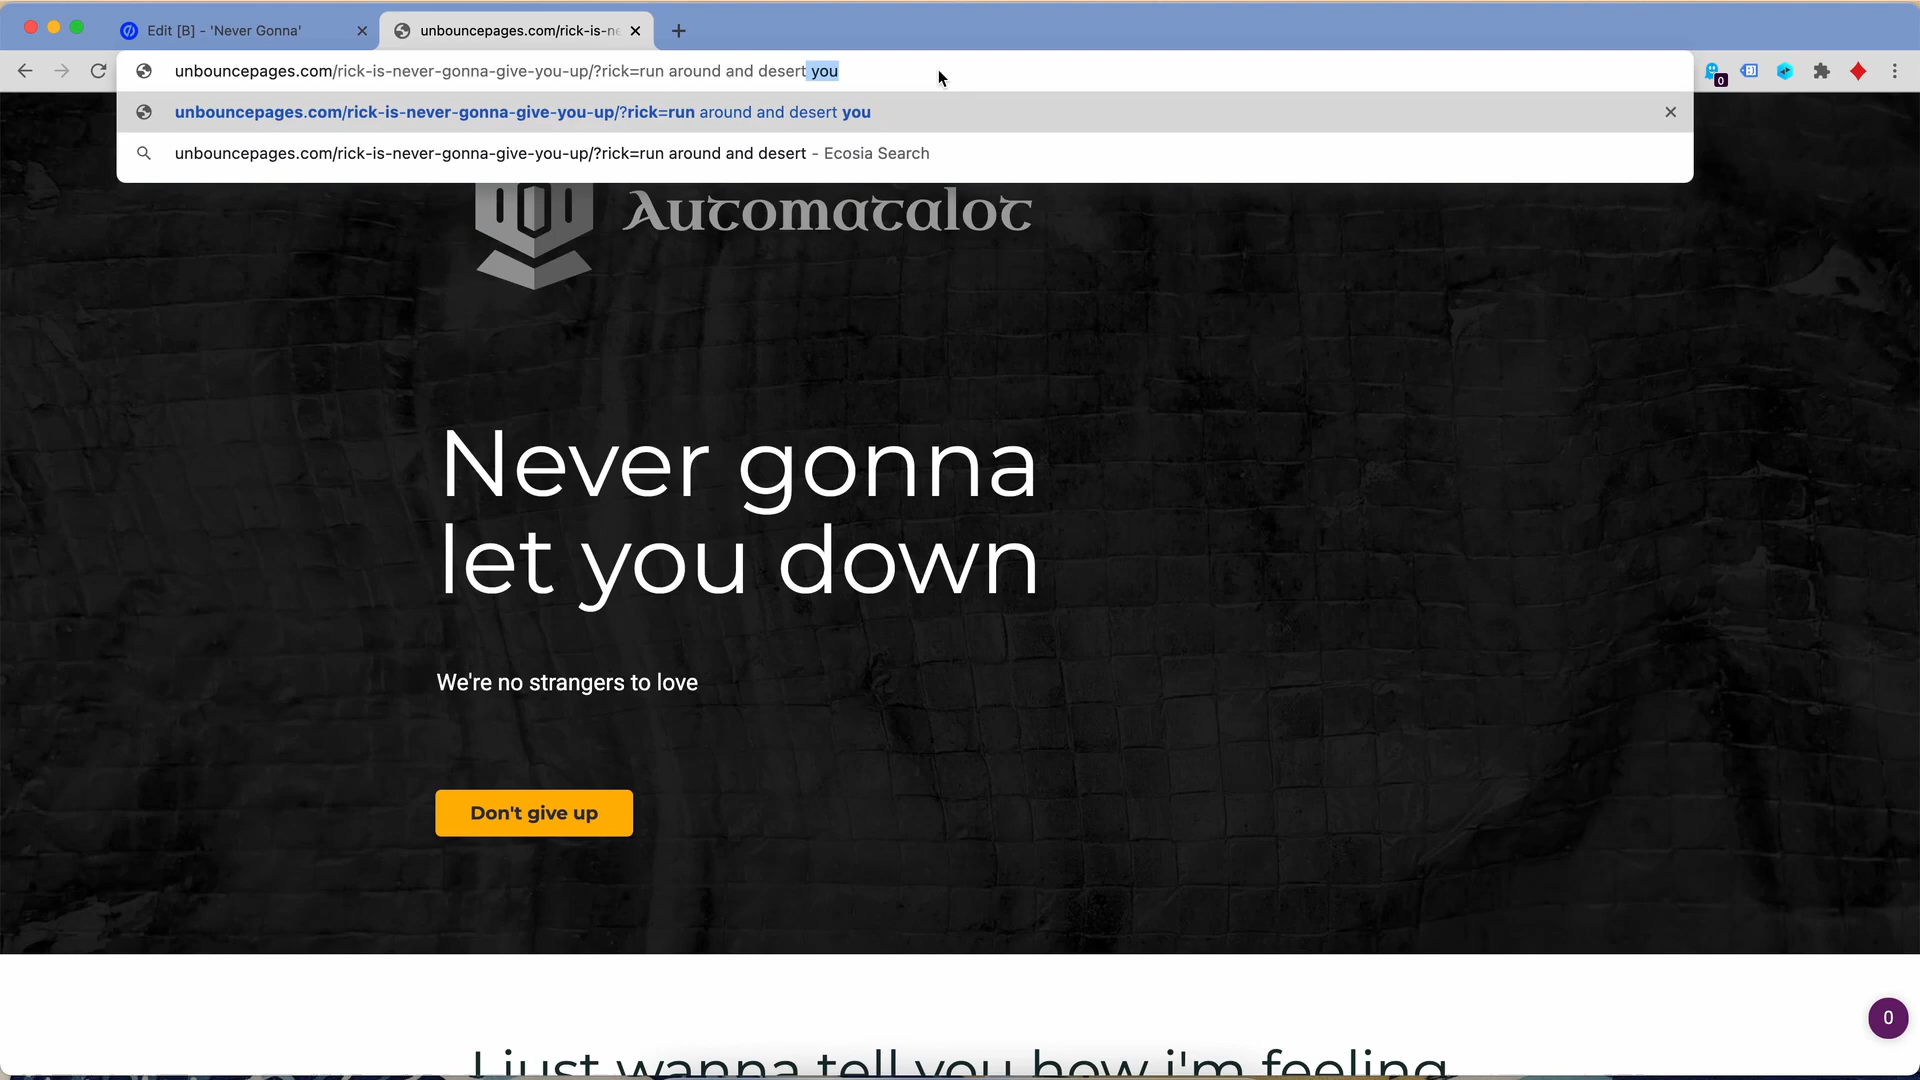 Edit [B] - 'Never Gonna'
unbouncepages.com/rick-is-ne
unbouncepages.com/rick-is-never-gonna-give-you-up/?rick=run around and desert you
0
unbouncepages.com/rick-is-never-gonna-give-you-up/?rick=run around and desert you
unbouncepages.com/rick-is-never-gonna-give-you-up/?rick=run around and desert - Ecosia Search
Automatalot
Never gonna
let you down
We're no strangers to love
Don't give up
0
I just wanna tell you how i'm feeling